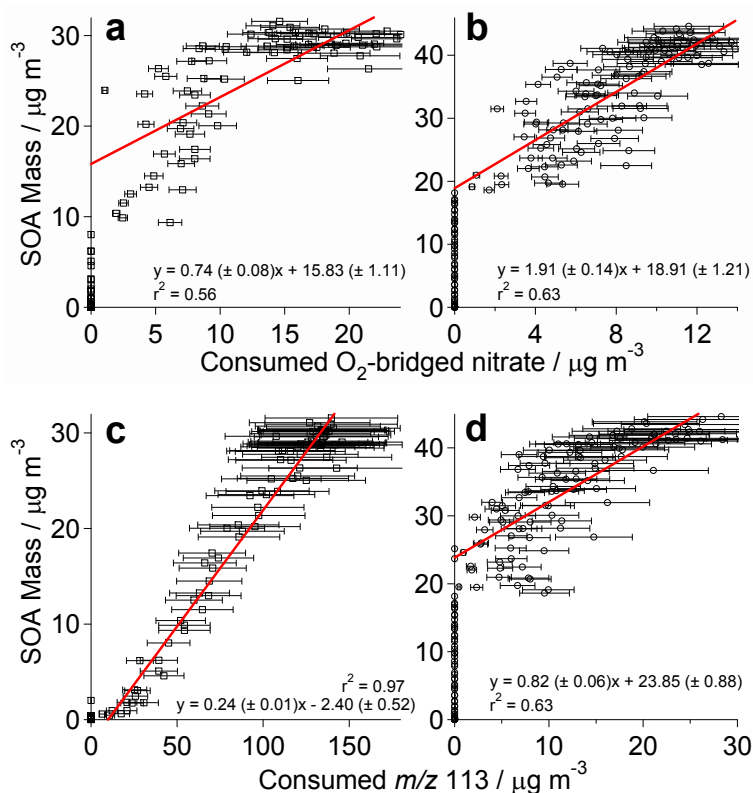 a
b
SOA Mass / μg m⁻³
30
20
10
0
y = 0.74 (± 0.08)x + 15.83 (± 1.11)
r² = 0.56
0
5
10
15
20
40
30
20
10
0
y = 1.91 (± 0.14)x + 18.91 (± 1.21)
r² = 0.63
0
4
8
12
Consumed O₂-bridged nitrate / μg m⁻³
c
d
SOA Mass / μg m⁻³
30
20
10
0
r² = 0.97
y = 0.24 (± 0.01)x - 2.40 (± 0.52)
0
50
100
150
40
30
20
10
0
y = 0.82 (± 0.06)x + 23.85 (± 0.88)
r² = 0.63
0
10
20
30
Consumed m/z 113 / μg m⁻³